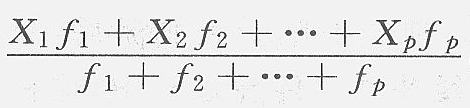 X₁f₁ + X₂f₂ + ··· + Xₚfₚ
f₁ + f₂ + ··· + fₚ